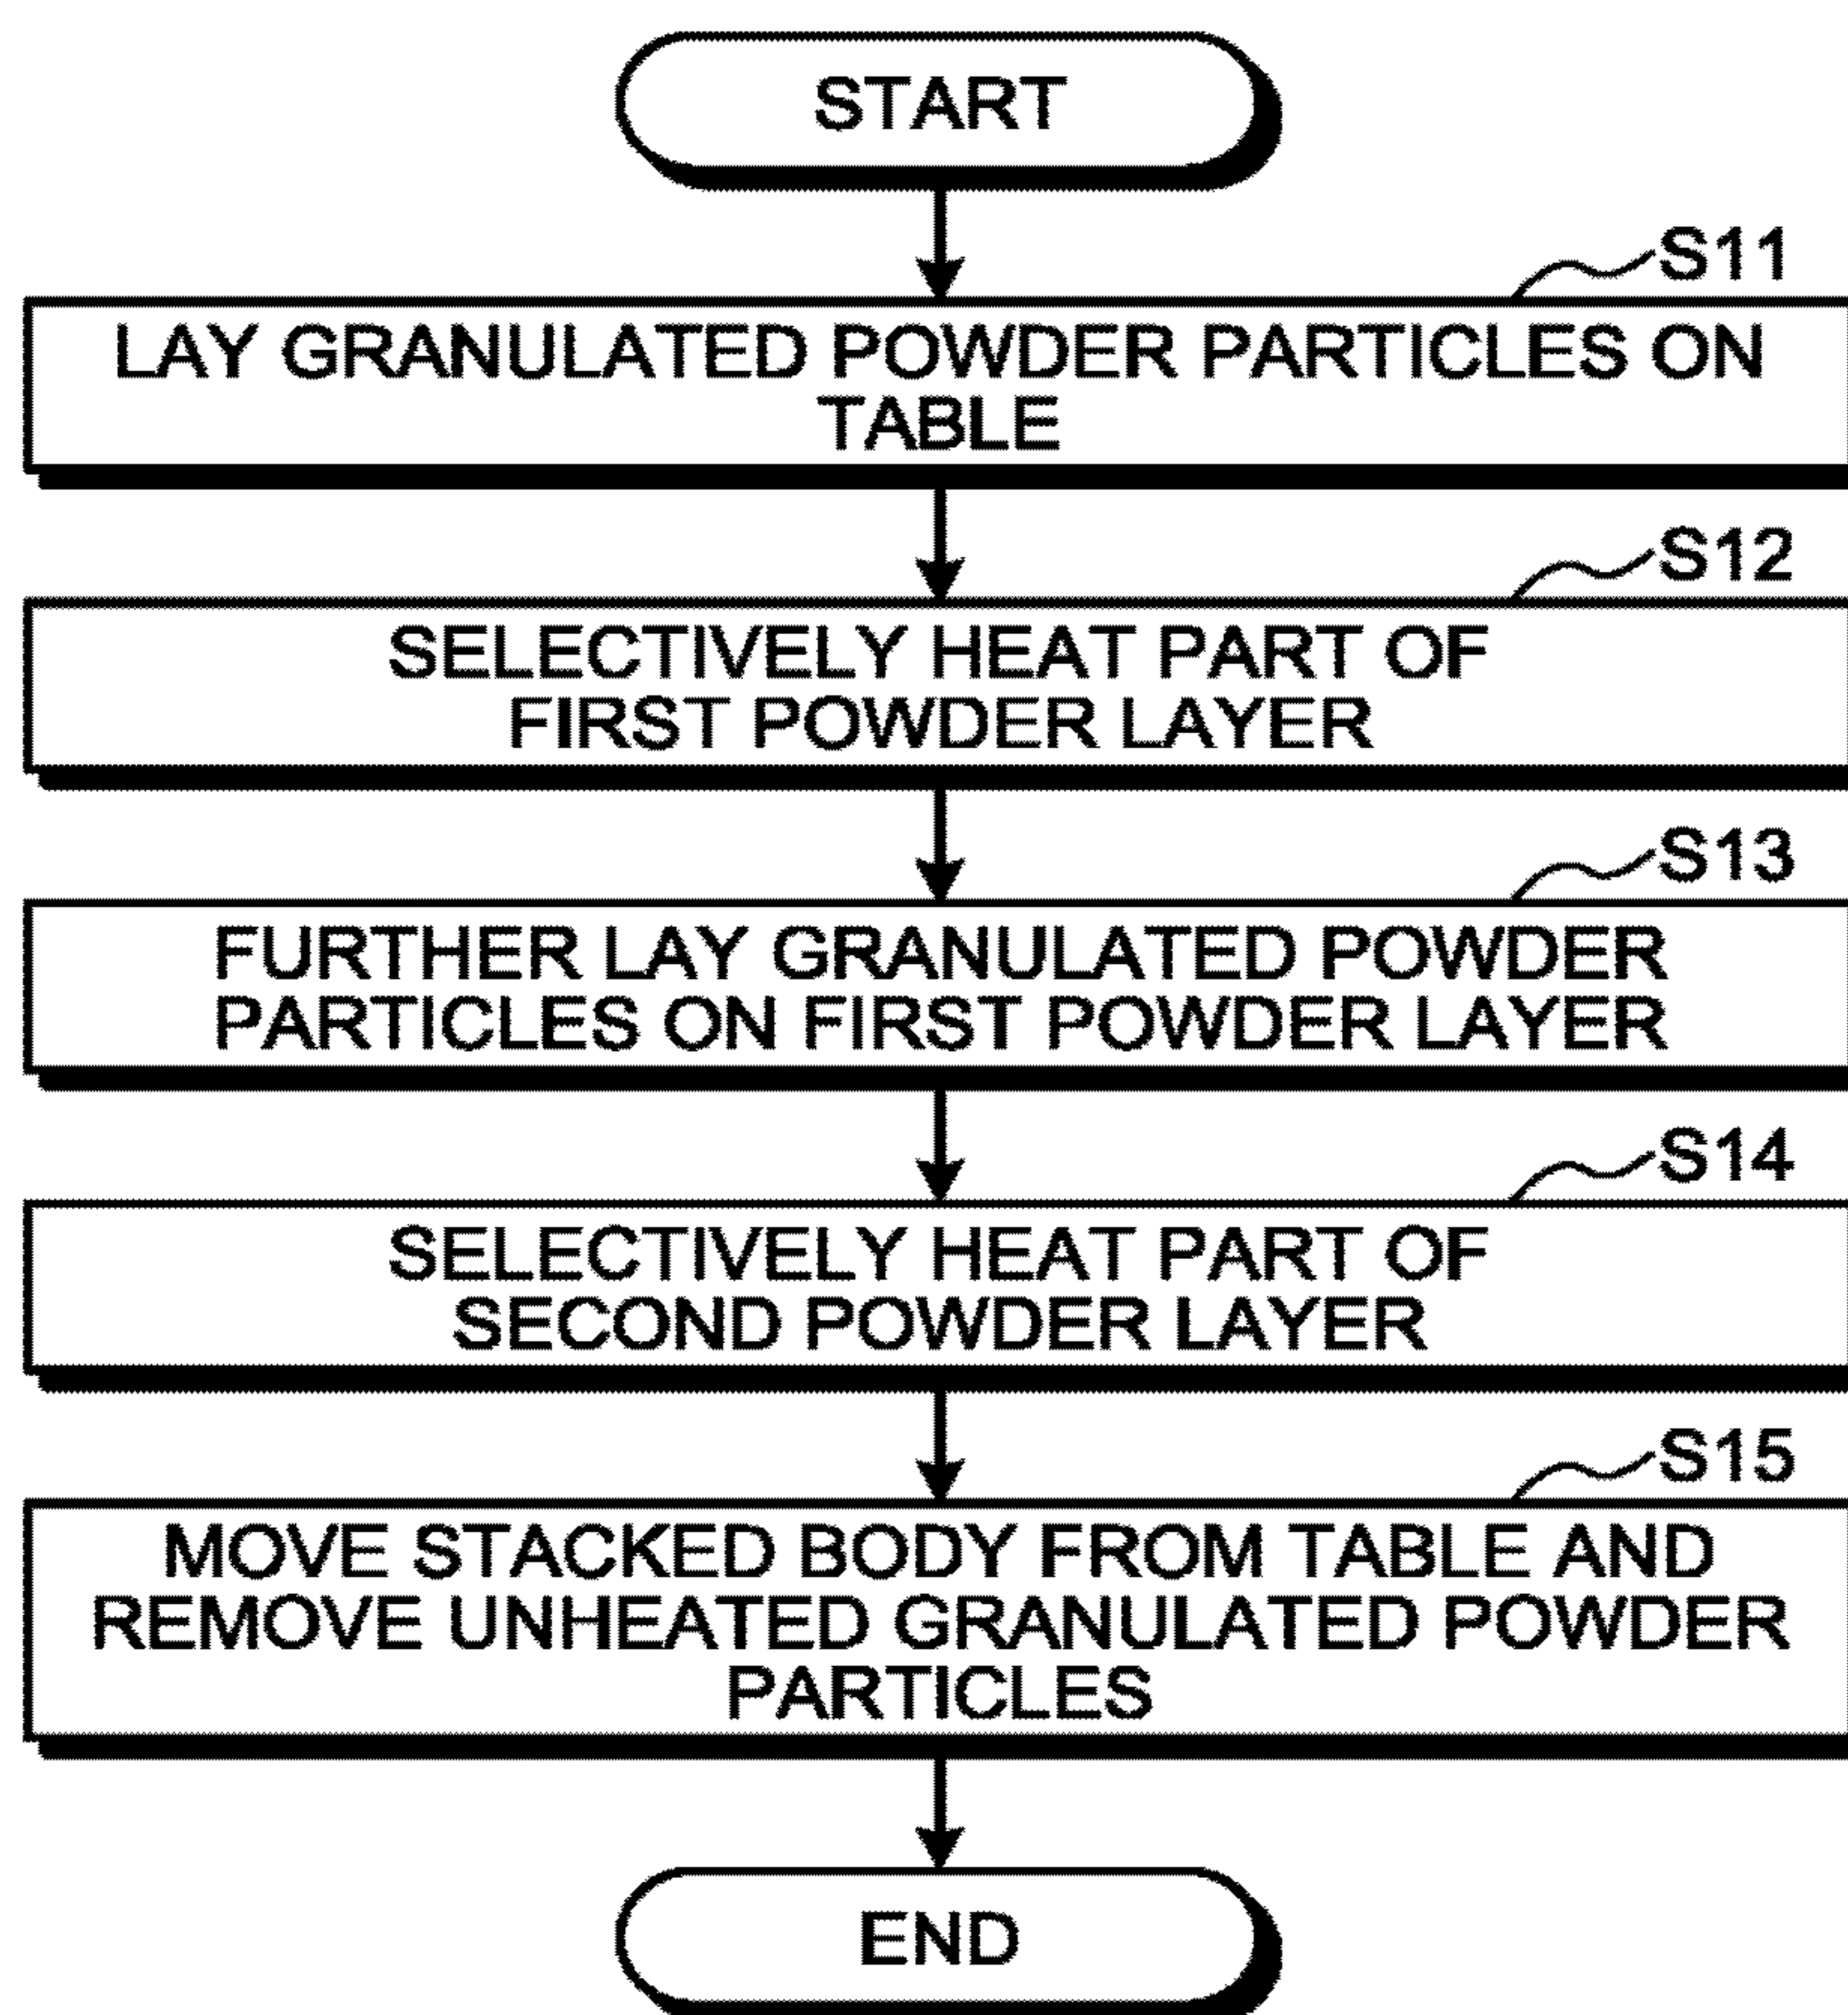 START
S11
LAY GRANULATED POWDER PARTICLES ON
TABLE
S12
SELECTIVELY HEAT PART OF
FIRST POWDER LAYER
S13
FURTHER LAY GRANULATED POWDER
PARTICLES ON FIRST POWDER LAYER
S14
SELECTIVELY HEAT PART OF
SECOND POWDER LAYER
S15
MOVE STACKED BODY FROM TABLE AND
REMOVE UNHEATED GRANULATED POWDER
PARTICLES
END